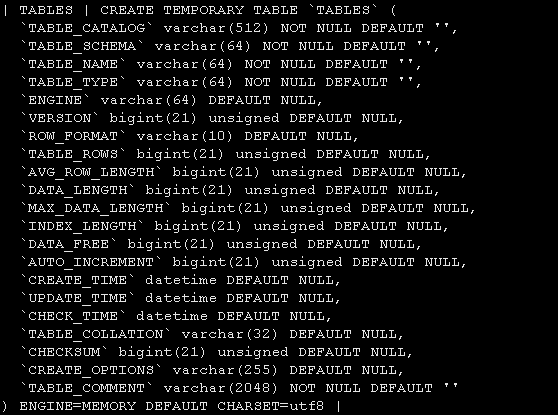 | TABLES | CREATE TEMPORARY TABLE `TABLES` (
  `TABLE_CATALOG` varchar(512) NOT NULL DEFAULT '',
  `TABLE_SCHEMA` varchar(64) NOT NULL DEFAULT '',
  `TABLE_NAME` varchar(64) NOT NULL DEFAULT '',
  `TABLE_TYPE` varchar(64) NOT NULL DEFAULT '',
  `ENGINE` varchar(64) DEFAULT NULL,
  `VERSION` bigint(21) unsigned DEFAULT NULL,
  `ROW_FORMAT` varchar(10) DEFAULT NULL,
  `TABLE_ROWS` bigint(21) unsigned DEFAULT NULL,
  `AVG_ROW_LENGTH` bigint(21) unsigned DEFAULT NULL,
  `DATA_LENGTH` bigint(21) unsigned DEFAULT NULL,
  `MAX_DATA_LENGTH` bigint(21) unsigned DEFAULT NULL,
  `INDEX_LENGTH` bigint(21) unsigned DEFAULT NULL,
  `DATA_FREE` bigint(21) unsigned DEFAULT NULL,
  `AUTO_INCREMENT` bigint(21) unsigned DEFAULT NULL,
  `CREATE_TIME` datetime DEFAULT NULL,
  `UPDATE_TIME` datetime DEFAULT NULL,
  `CHECK_TIME` datetime DEFAULT NULL,
  `TABLE_COLLATION` varchar(32) DEFAULT NULL,
  `CHECKSUM` bigint(21) unsigned DEFAULT NULL,
  `CREATE_OPTIONS` varchar(255) DEFAULT NULL,
  `TABLE_COMMENT` varchar(2048) NOT NULL DEFAULT ''
) ENGINE=MEMORY DEFAULT CHARSET=utf8 |